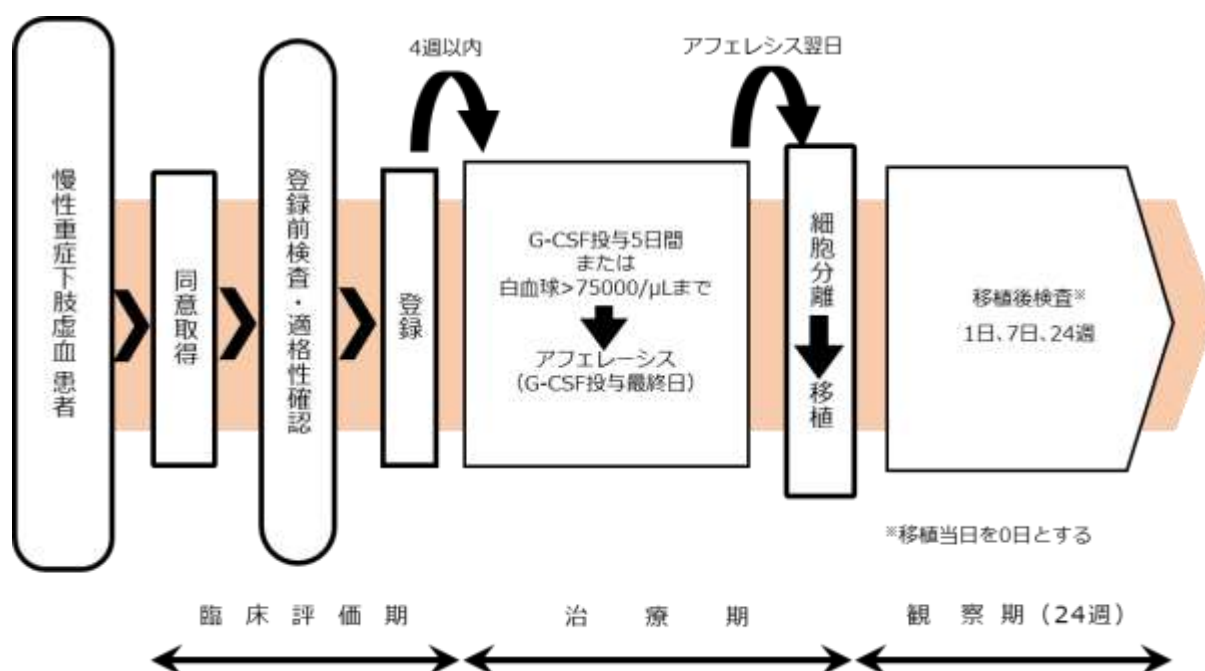 4週以内
アフェレシス翌日
慢性重症下肢虚血 患者
同意取得
登録前検査・適格性確認
登録
G-CSF投与5日間
または
白血球>75000/μLまで
アフェレーシス
(G-CSF投与最終日)
細胞分離
移植
移植後検査※
1日、7日、24週
※移植当日を0日とする
臨床評価期
治療期
観察期(24週)